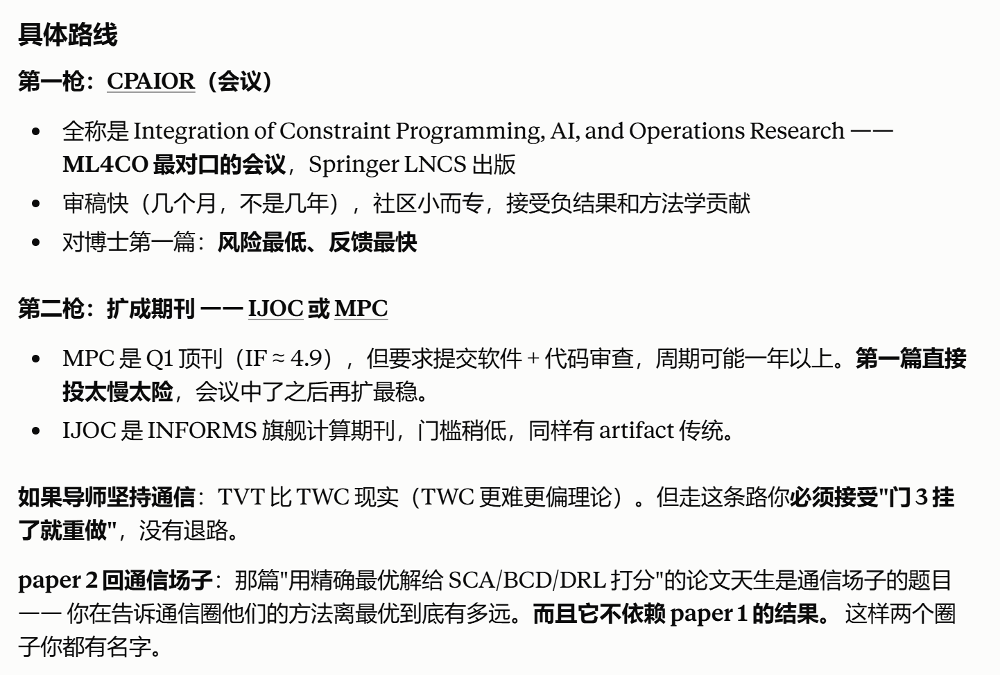 具体路线
第一枪：CPAIOR（会议）
• 全称是 Integration of Constraint Programming, AI, and Operations Research ——
ML4CO 最对口的会议，Springer LNCS 出版
• 审稿快（几个月，不是几年），社区小而专，接受负结果和方法学贡献
• 对博士第一篇：风险最低、反馈最快
第二枪：扩成期刊 —— IJOC 或 MPC
• MPC 是 Q1 顶刊（IF ≈ 4.9），但要求提交软件 + 代码审查，周期可能一年以上。第一篇直接
投太慢太险，会议中了之后再扩最稳。
• IJOC 是 INFORMS 旗舰计算期刊，门槛稍低，同样有 artifact 传统。
如果导师坚持通信：TVT 比 TWC 现实（TWC 更难更偏理论）。但走这条路你必须接受"门 3 挂
了就重做"，没有退路。
paper 2 回通信场子：那篇"用精确最优解给 SCA/BCD/DRL 打分"的论文天生是通信场子的题目
—— 你在告诉通信圈他们的方法离最优到底有多远。而且它不依赖 paper 1 的结果。 这样两个圈
子你都有名字。